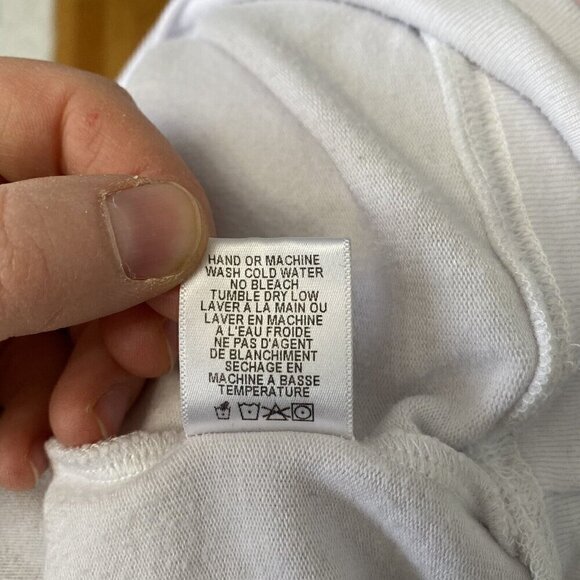 HAND OR MACHINE
WASH COLD WATER
NO BLEACH
TUMBLE DRY LOW
LAVER À LA MAIN OU
LAVER EN MACHINE
A L'EAU FROIDE
NE PAS D'AGENT
DE BLANCHIMENT
SECHAGE EN
MACHINE A BASSE
TEMPÉRATURE